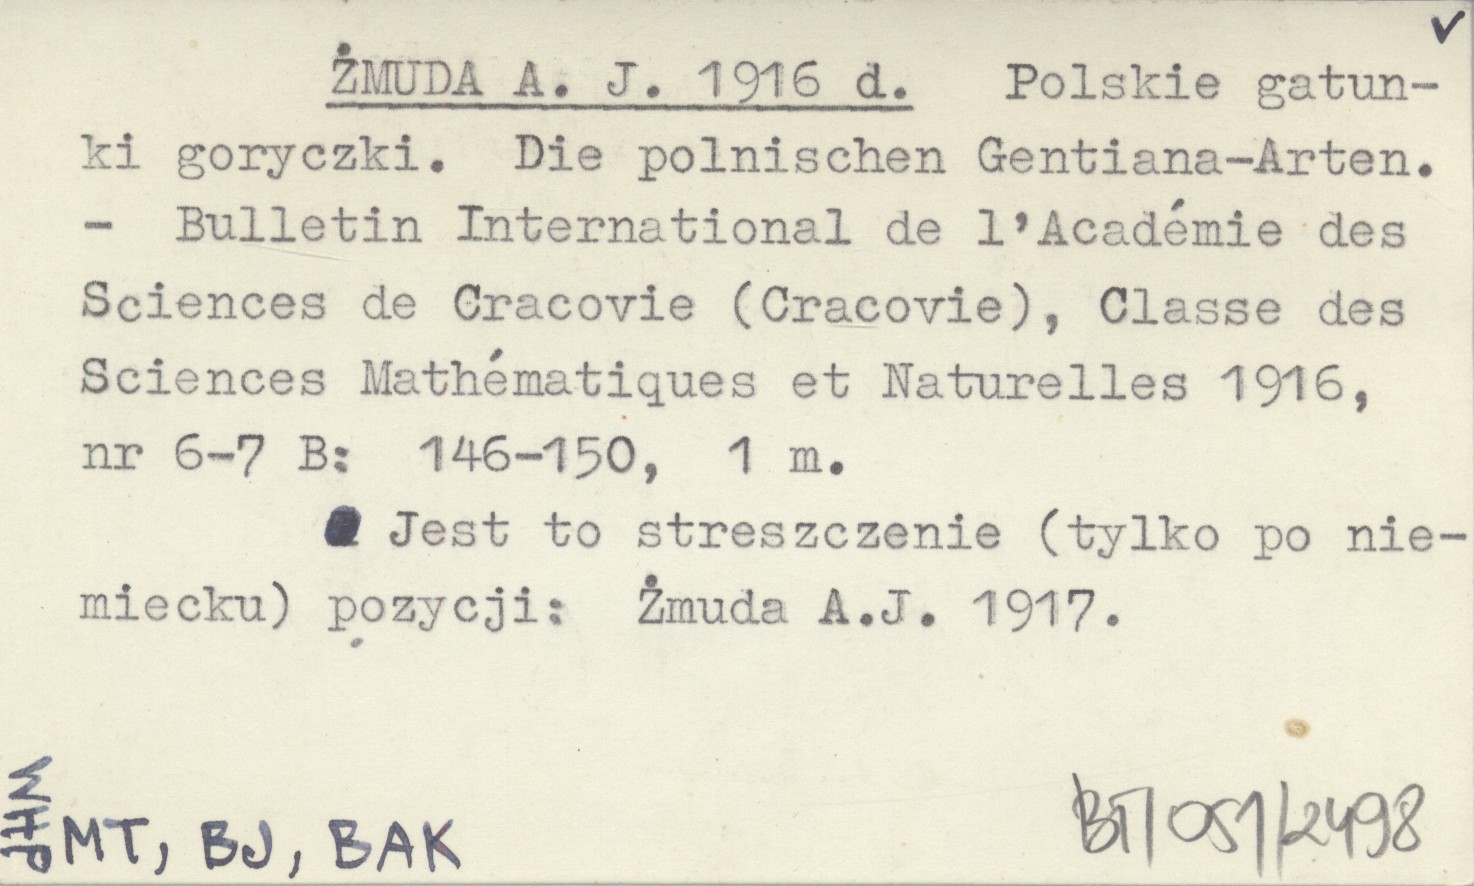 ✓
ŻMUDA A. J. 1916 d. Polskie gatun-
ki goryczki. Die polnischen Gentiana-Arten.
- Bulletin International de l'Académie des
Sciences de Cracovie (Cracovie), Classe des
Sciences Mathématiques et Naturelles 1916,
nr 6-7 B: 146-150, 1 m.
Jest to streszczenie (tylko po nie-
miecku) pozycji: Żmuda A.J. 1917.
MT, BJ, BAK
BT/051/2498